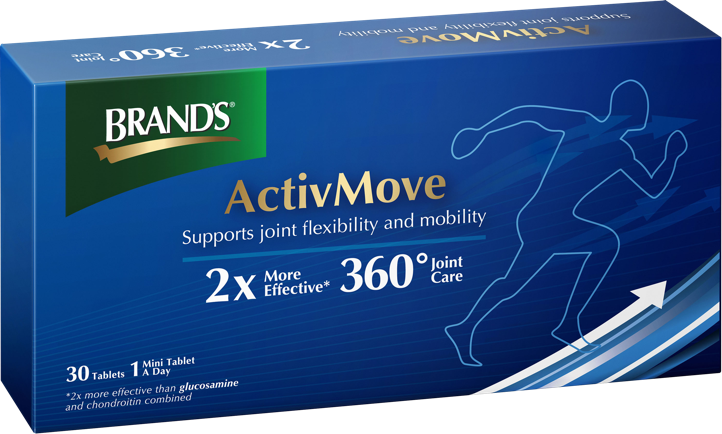 Supports joint flexibility and mobility
ActivMove
2x More Effective* 360° Joint Care
BRAND'S®
ActivMove
Supports joint flexibility and mobility
2x More Effective* 360° Joint Care
30 Tablets 1 Mini Tablet A Day
*2x more effective than glucosamine
and chondroitin combined